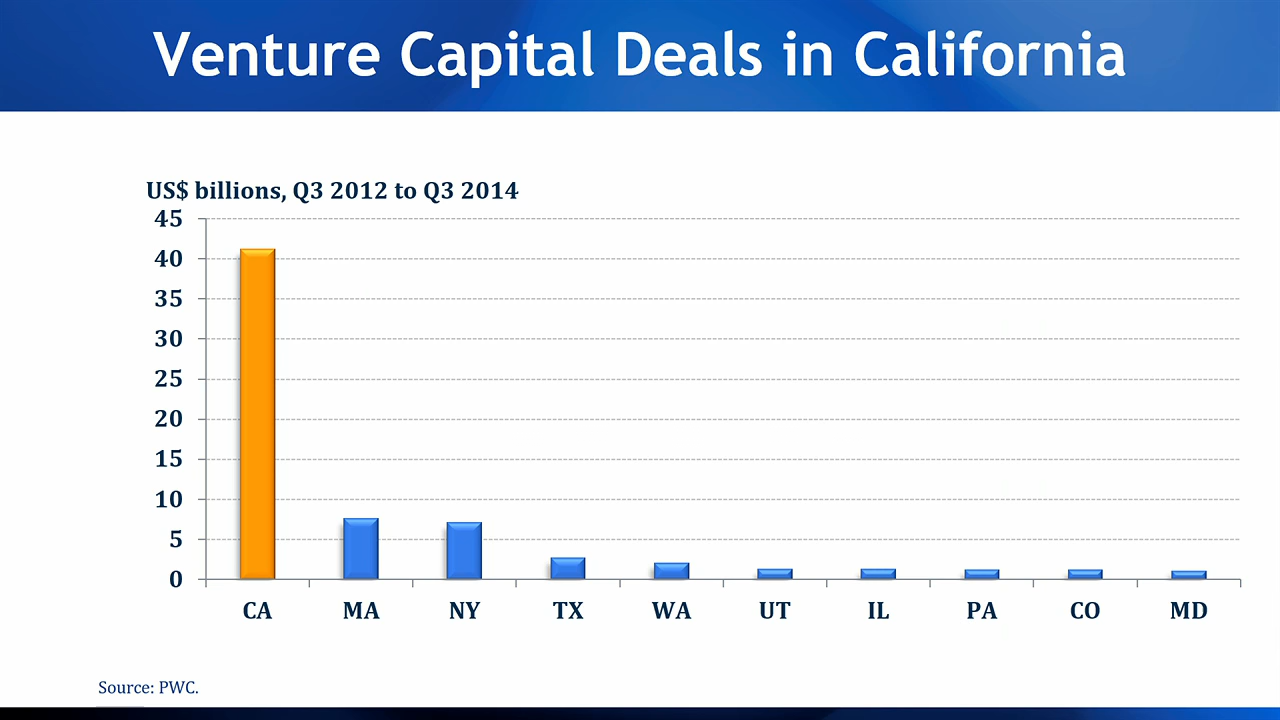 Venture Capital Deals in California
US$ billions, Q3 2012 to Q3 2014
45
40
35
30
25
20
15
10
5
0
CA MA NY TX WA UT IL PA CO MD
Source: PWC.